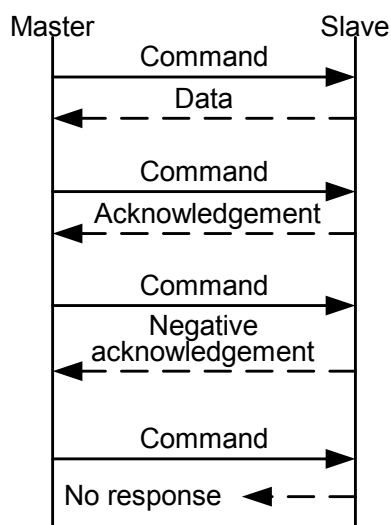 Master Slave
Command
Data
Command
Acknowledgement
Command
Negative
acknowledgement
Command
No response